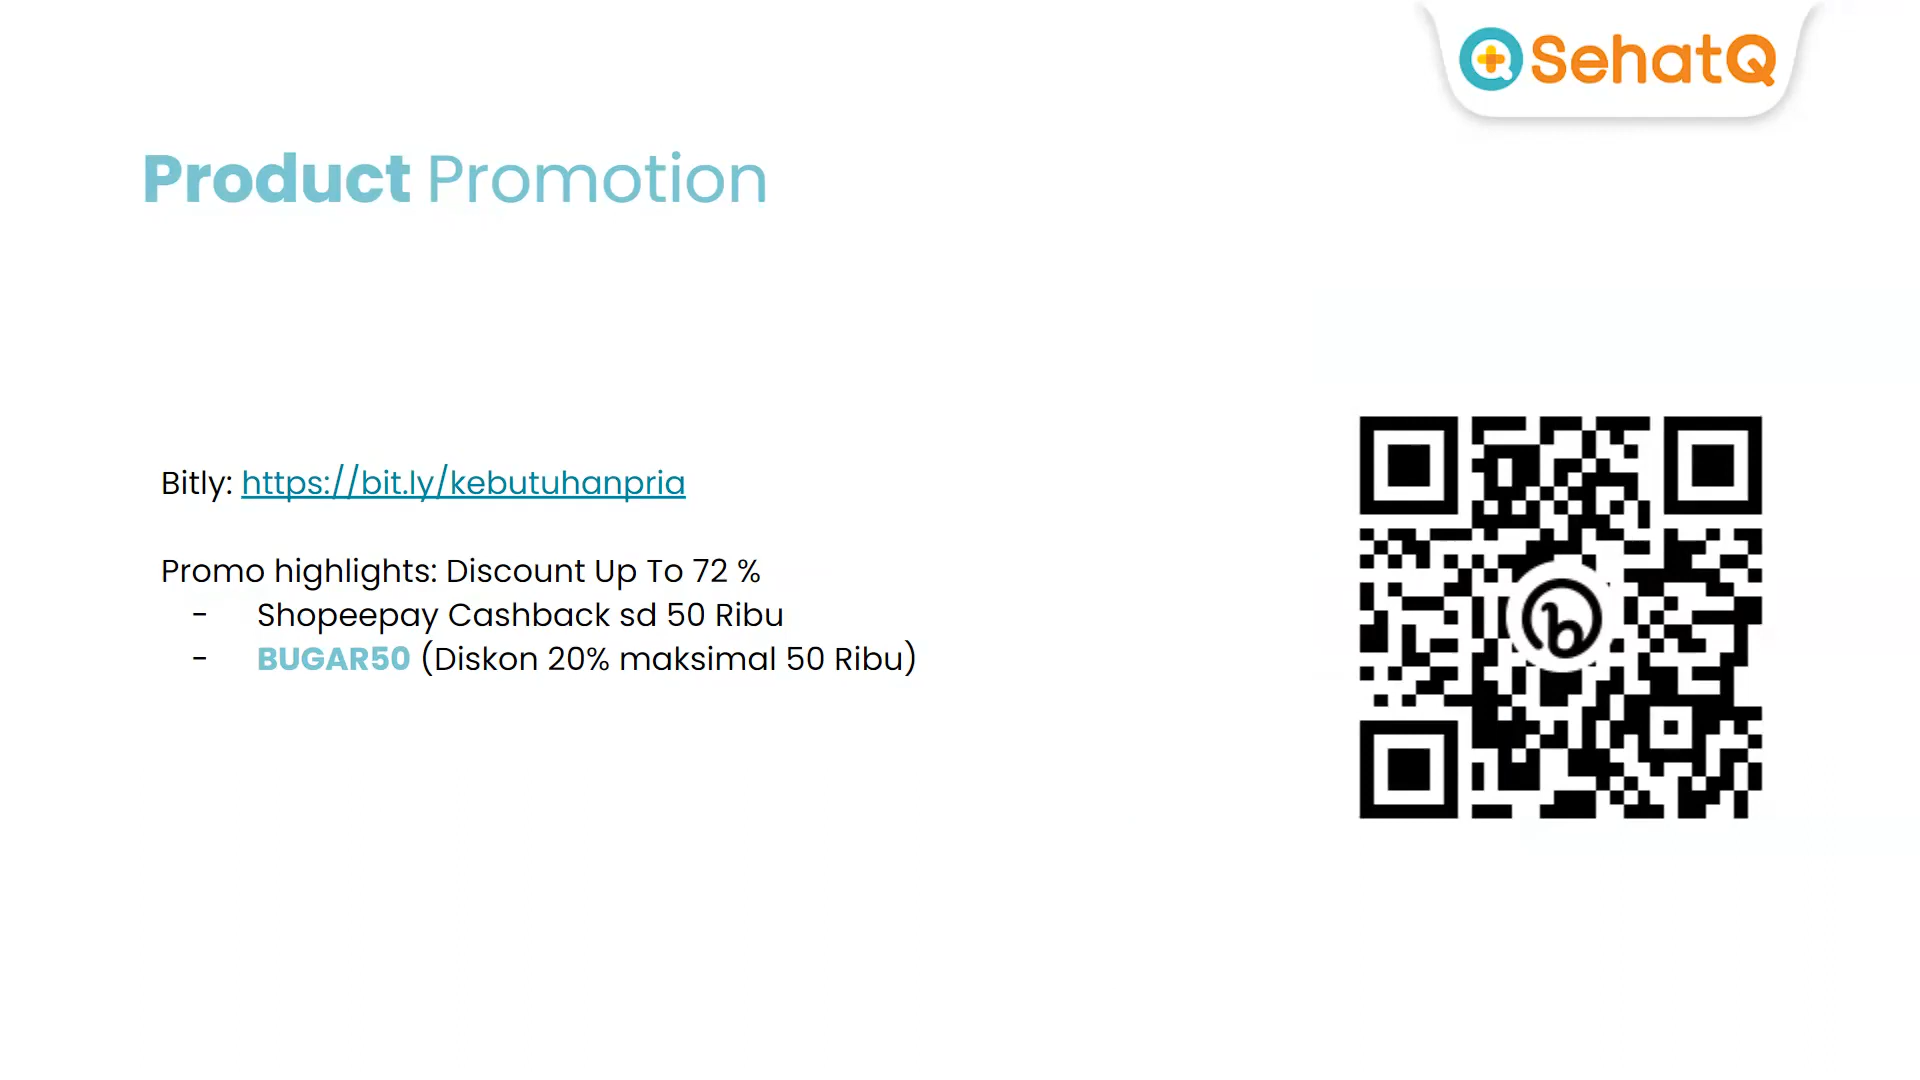 SehatQ
Product Promotion
Bitly: https://bit.ly/kebutuhanpria
Promo highlights: Discount Up To 72 %
- Shopeepay Cashback sd 50 Ribu
- BUGAR50 (Diskon 20% maksimal 50 Ribu)